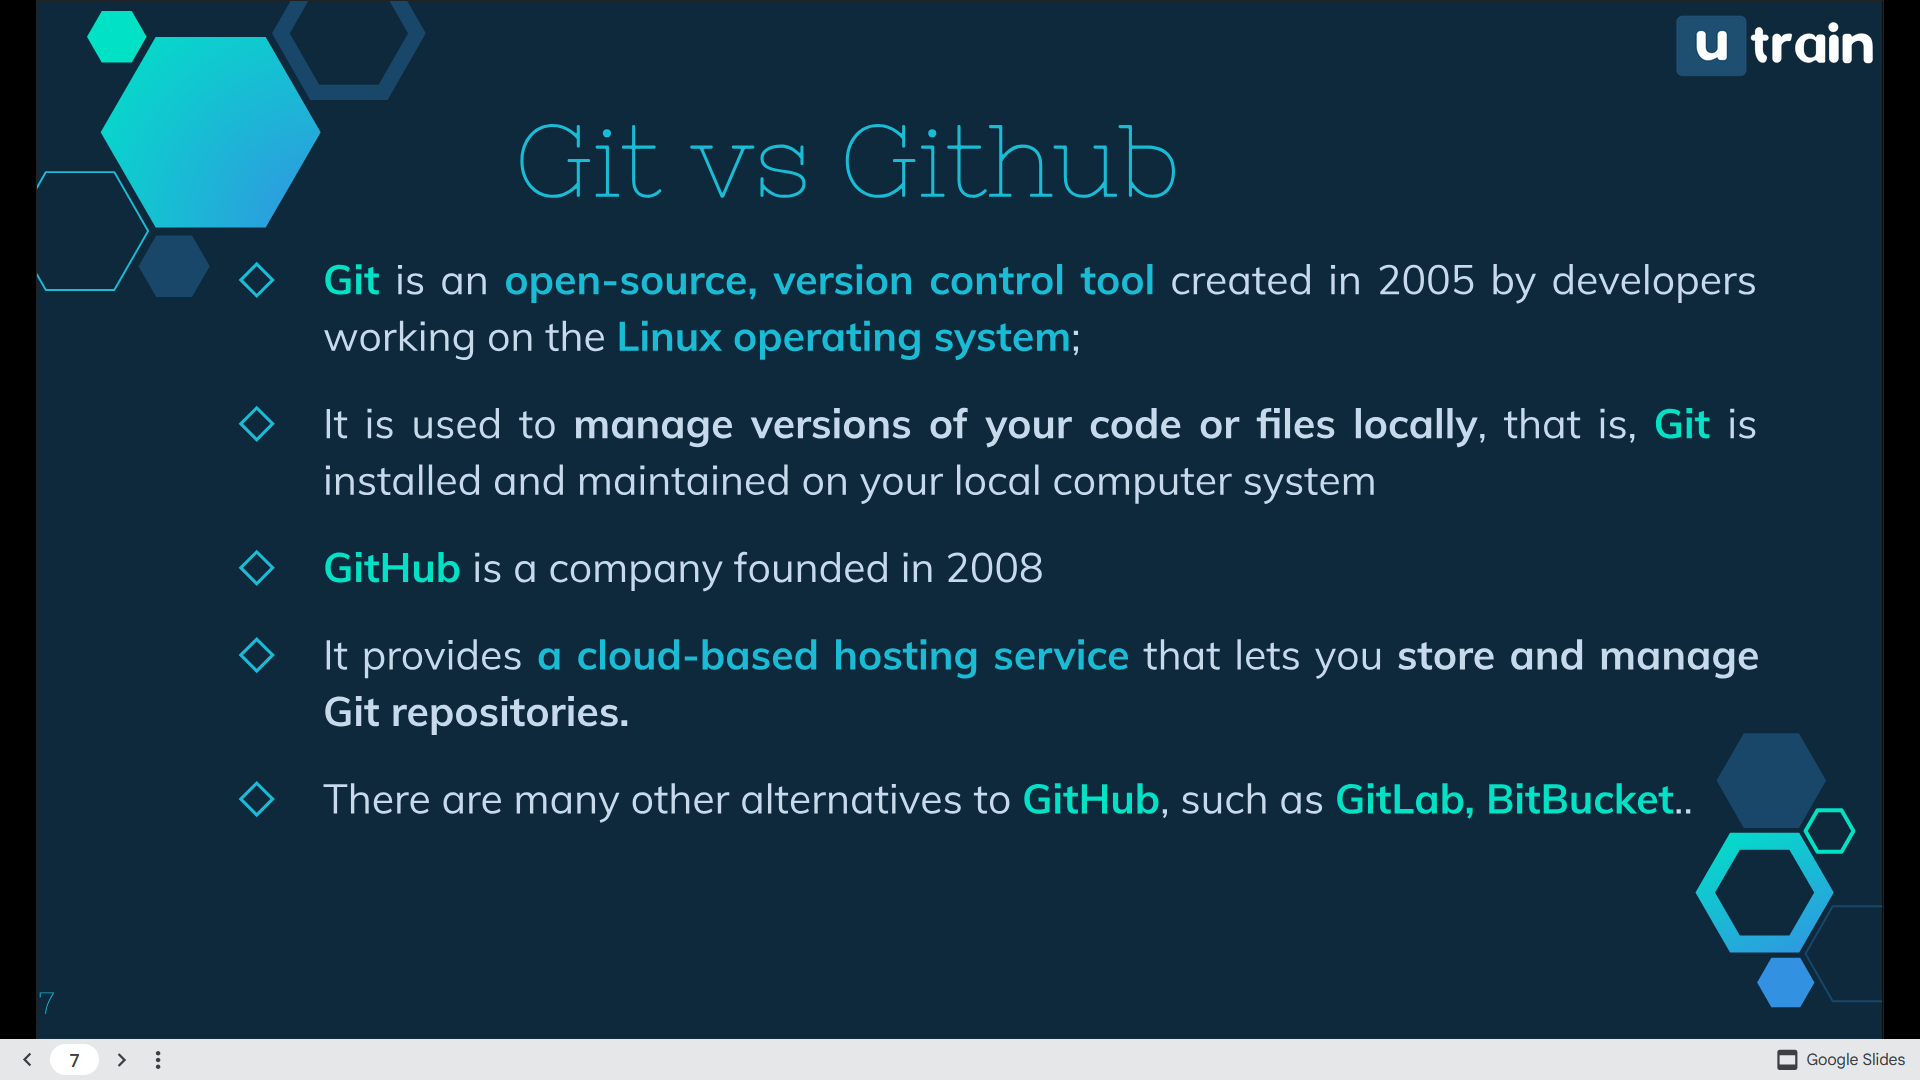 u train
Git vs Github
Git is an open-source, version control tool created in 2005 by developers
working on the Linux operating system;
It is used to manage versions of your code or files locally, that is, Git is
installed and maintained on your local computer system
GitHub is a company founded in 2008
It provides a cloud-based hosting service that lets you store and manage
Git repositories.
There are many other alternatives to GitHub, such as GitLab, BitBucket..
7
7
Google Slides